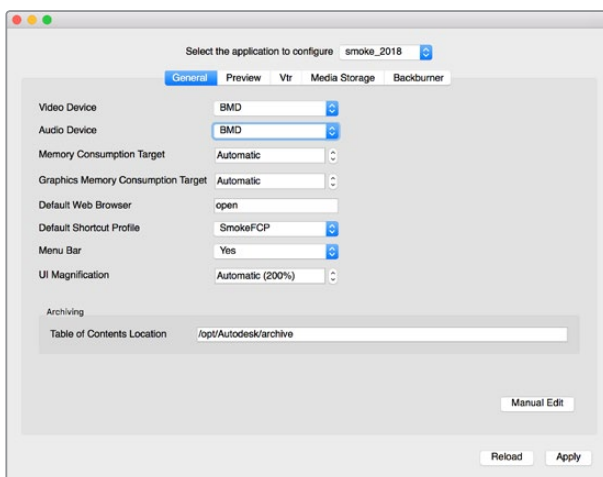 Select the application to configure smoke_2018
General Preview Vtr Media Storage Backburner
Video Device BMD
Audio Device BMD
Memory Consumption Target Automatic
Graphics Memory Consumption Target Automatic
Default Web Browser open
Default Shortcut Profile SmokeFCP
Menu Bar Yes
UI Magnification Automatic (200%)
Archiving
Table of Contents Location /opt/Autodesk/archive
Manual Edit
Reload Apply